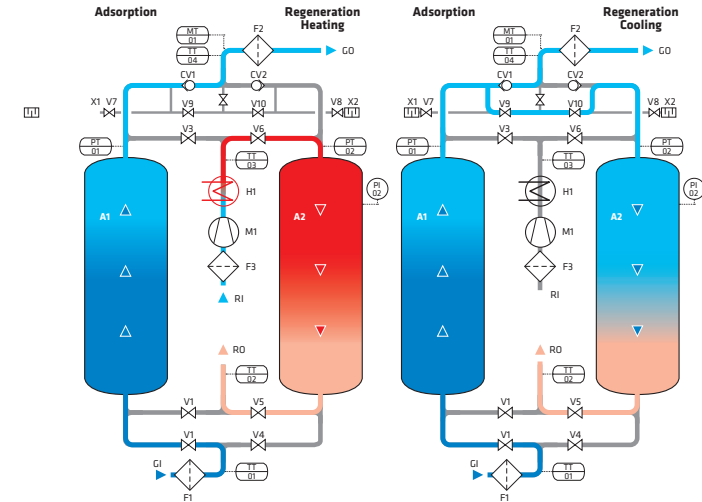 Adsorption
Regeneration
Heating
MT
01
TT
04
F2
GO
CV1
CV2
X1
V7
V9
V10
V8
X2
PT
01
V3
V6
PT
02
TT
03
A1
H1
A2
PI
02
M1
F3
RI
RO
TT
02
V1
V5
V1
V4
GI
TT
01
F1
Adsorption
Regeneration
Cooling
MT
01
TT
04
F2
GO
CV1
CV2
X1
V7
V9
V10
V8
X2
PT
01
V3
V6
PT
02
TT
03
A1
H1
A2
PI
02
M1
F3
RI
RO
TT
02
V1
V5
V1
V4
GI
TT
01
F1